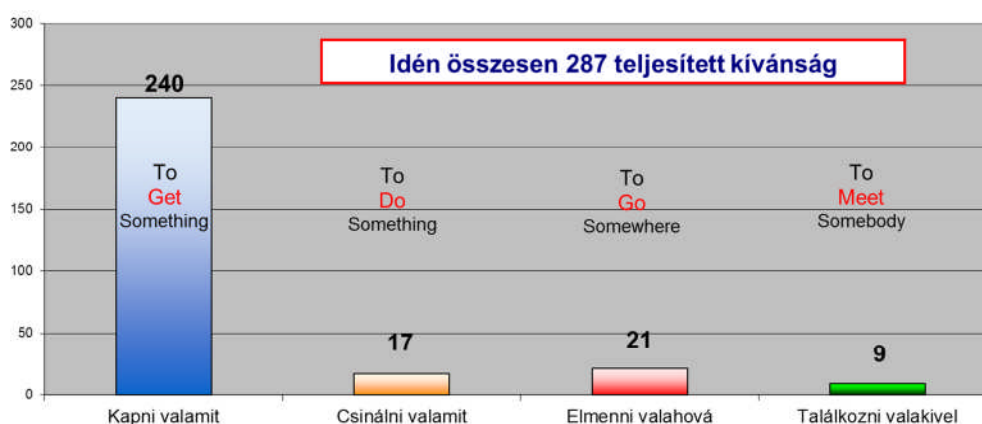 300
Idén összesen 287 teljesített kívánság
250
240
200
To
Get
Something
To
Do
Something
To
Go
Somewhere
To
Meet
Somebody
150
100
50
17
21
9
0
Kapni valamit
Csinálni valamit
Elmenni valahová
Találkozni valakivel